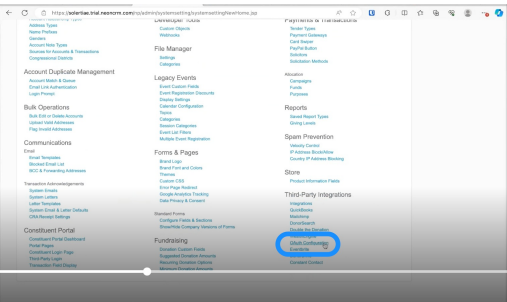 https://solertiae.trial.neoncrm.com/np/admin/systemsetting/systemsettingNewHome.jsp
Address Types
Name Prefixes
Genders
Account Note Types
Sources for Accounts & Transactions
Congressional Districts
Account Duplicate Management
Account Match & Queue
Email Link Authentication
Login Prompt
Bulk Operations
Bulk Edit or Delete Accounts
Upload Valid Addresses
Flag Invalid Addresses
Communications
Email
Email Templates
Blocked Email List
BCC & Forwarding Addresses
Transaction Acknowledgements
System Emails
System Letters
Letter Templates
System Email & Letter Defaults
CRA Receipt Settings
Constituent Portal
Constituent Portal Dashboard
Portal Pages
Constituent Login Page
Third-Party Login
Transaction Field Display
Developer Tools
Custom Objects
Webhooks
File Manager
Settings
Categories
Legacy Events
Event Custom Fields
Event Registration Discounts
Display Settings
Calendar Configuration
Topics
Categories
Session Categories
Event List Filters
Multiple Event Registration
Forms & Pages
Brand Logo
Brand Font and Colors
Themes
Custom CSS
Error Page Redirect
Google Analytics Tracking
Data Privacy & Consent
Standard Forms
Configure Fields & Sections
Show/Hide Company Versions of Forms
Fundraising
Donation Custom Fields
Suggested Donation Amounts
Recurring Donation Options
Minimum Donation Amounts
Payments & Transactions
Tender Types
Payment Gateways
Card Swiper
PayPal Button
Solicitors
Solicitation Methods
Allocation
Campaigns
Funds
Purposes
Reports
Saved Report Types
Giving Levels
Spam Prevention
Velocity Control
IP Address Block/Allow
Country IP Address Blocking
Store
Product Information Fields
Third-Party Integrations
Integrations
QuickBooks
Mailchimp
DonorSearch
Double the Donation
OAuth Configuration
Eventbrite
Constant Contact